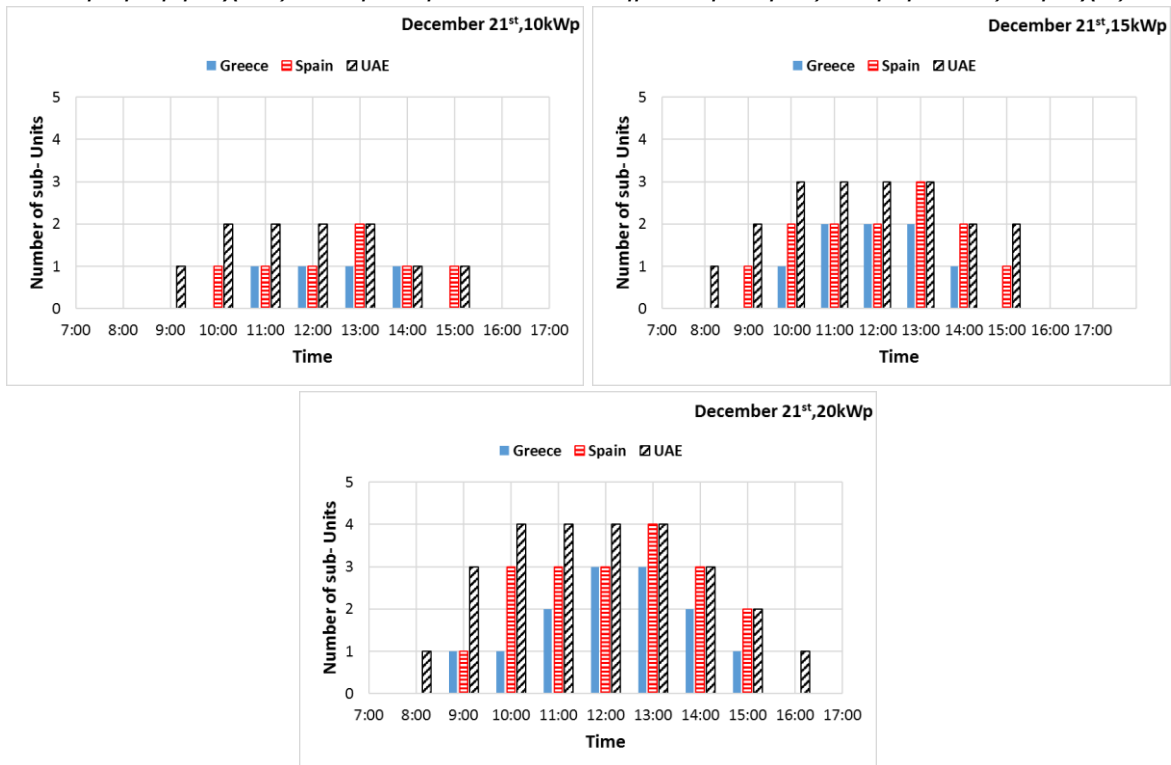 December 21st,10kWp
Greece Spain UAE
Number of sub- Units
5
4
3
2
1
0
7:00 8:00 9:00 10:00 11:00 12:00 13:00 14:00 15:00 16:00 17:00
Time
December 21st,15kWp
Greece Spain UAE
Number of sub- Units
5
4
3
2
1
0
7:00 8:00 9:00 10:00 11:00 12:00 13:00 14:00 15:00 16:00 17:00
Time
December 21st,20kWp
Greece Spain UAE
Number of sub- Units
5
4
3
2
1
0
7:00 8:00 9:00 10:00 11:00 12:00 13:00 14:00 15:00 16:00 17:00
Time